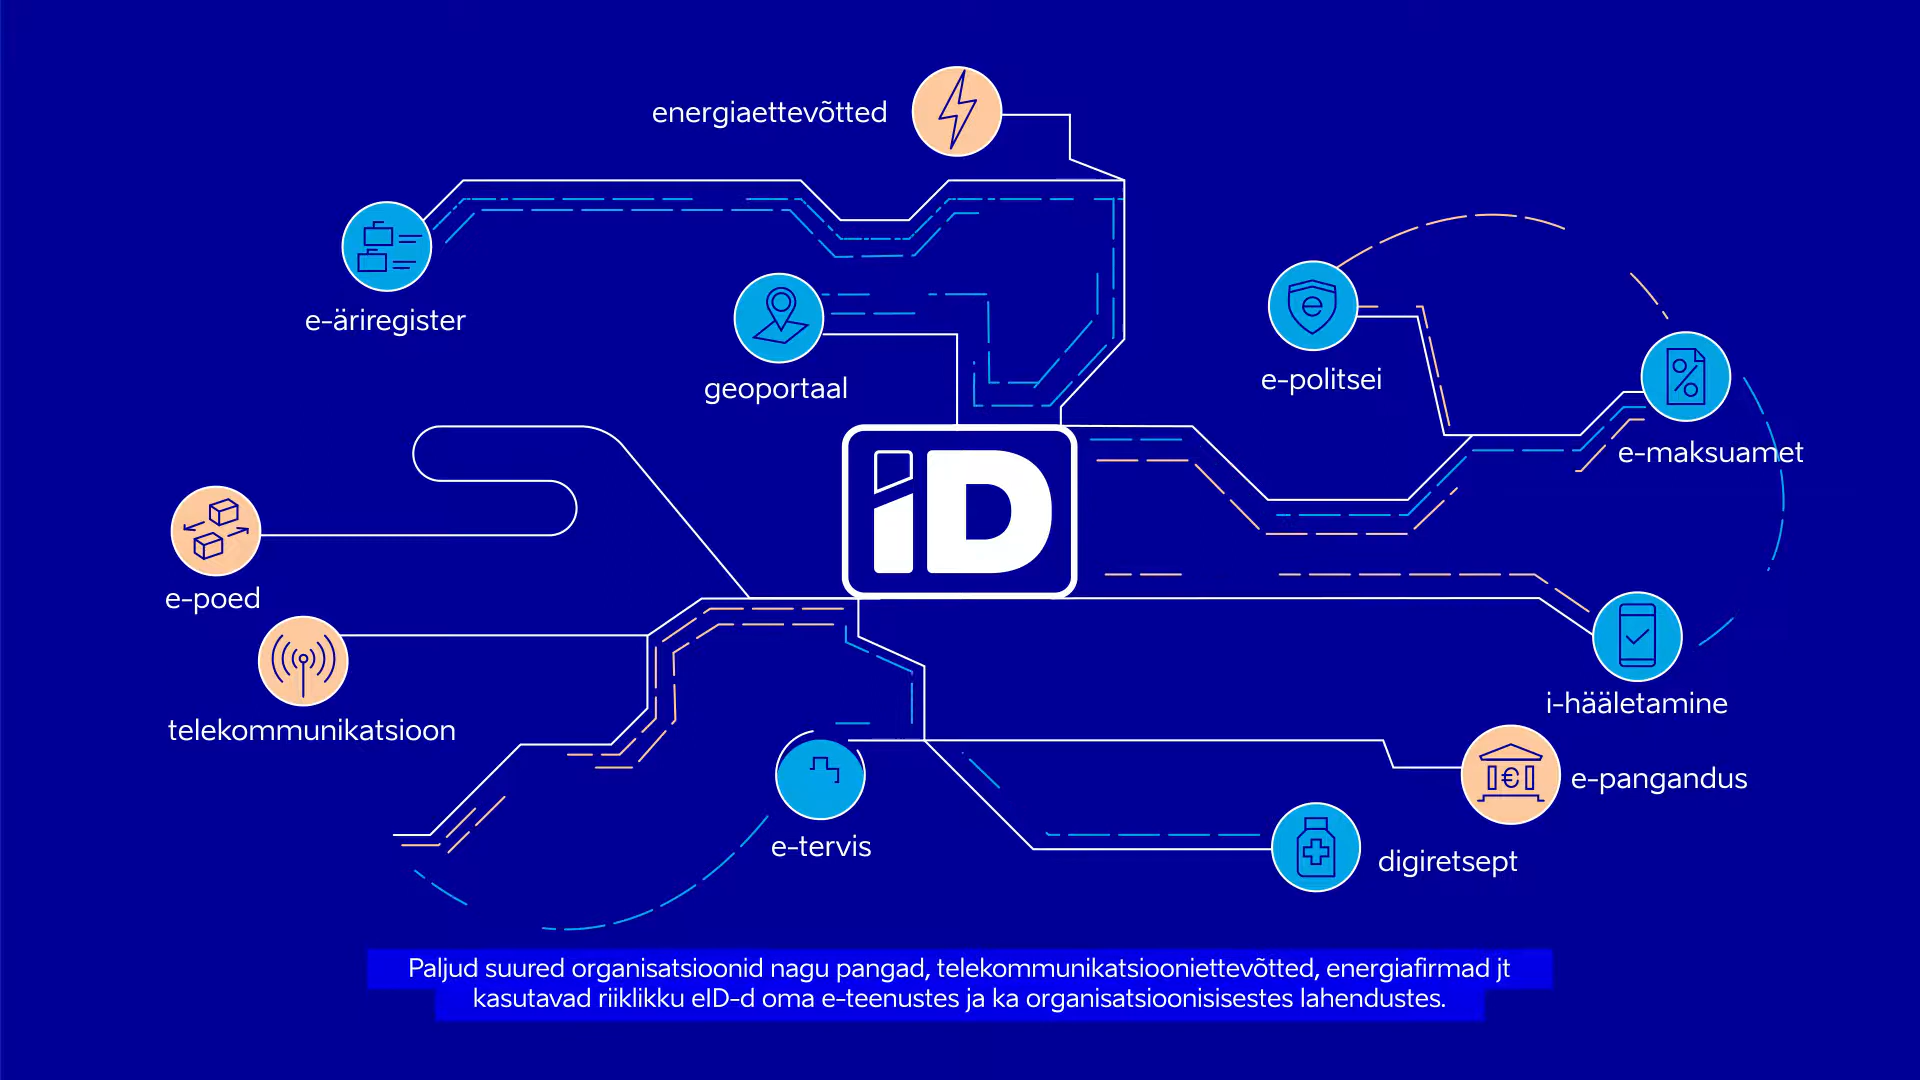 energiaettevõtted
e-äriregister
geoportaal
e
e-politsei
%
e-maksuamet
iD
e-poed
telekommunikatsioon
i-hääletamine
€
e-pangandus
e-tervis
digiretsept
Paljud suured organisatsioonid nagu pangad, telekommunikatsiooniettevõtted, energiafirmad jt
kasutavad riiklikku eID-d oma e-teenustes ja ka organisatsioonisisestes lahendustes.